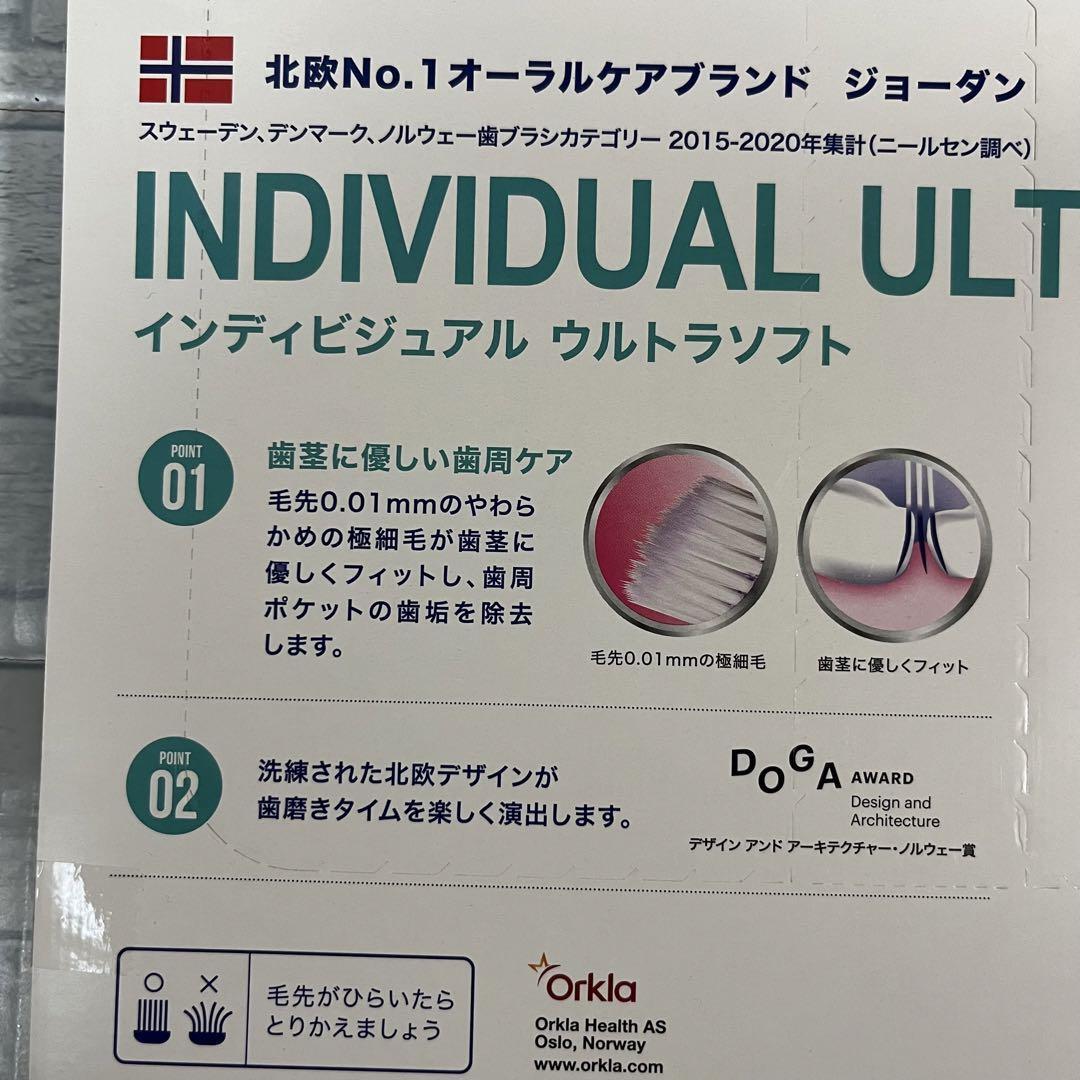 北欧No.1オーラルケアブランド ジョーダン
スウェーデン、デンマーク、ノルウェー歯ブラシカテゴリー 2015-2020年集計(ニールセン調べ)
INDIVIDUAL ULT
インディビジュアル ウルトラソフト
POINT
01
歯茎に優しい歯周ケア
毛先0.01mmのやわら
かめの極細毛が歯茎に
優しくフィットし、歯周
ポケットの歯垢を除去
します。
毛先0.01mmの極細毛
歯茎に優しくフィット
POINT
02
洗練された北欧デザインが
歯磨きタイムを楽しく演出します。
DOGA AWARD
Design and
Architecture
デザイン アンド アーキテクチャー・ノルウェー賞
○ ×
毛先がひらいたら
とりかえましょう
Orkla
Orkla Health AS
Oslo, Norway
www.orkla.com